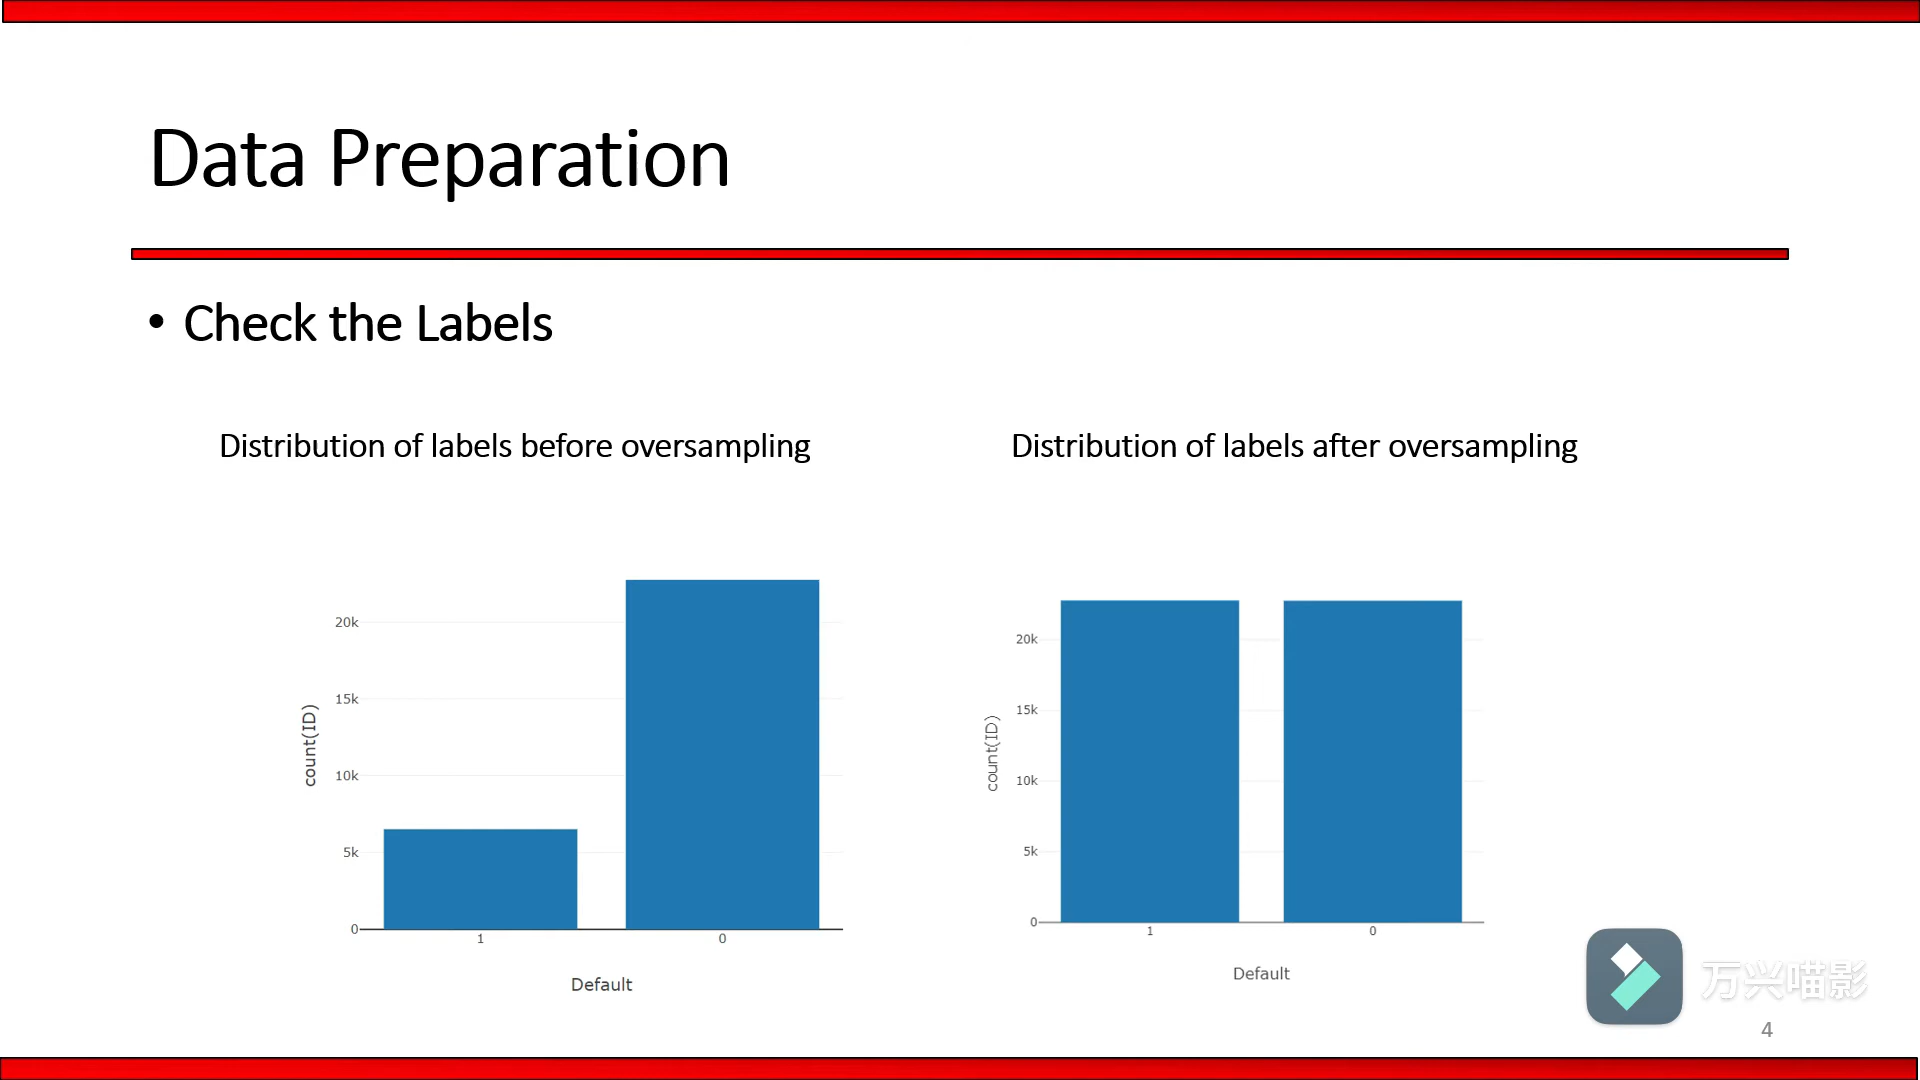 Data Preparation
• Check the Labels
Distribution of labels before oversampling
Distribution of labels after oversampling
20k
15k
10k
5k
0
count(ID)
1
0
Default
20k
15k
10k
5k
0
count(ID)
1
0
Default
万兴喵影
4